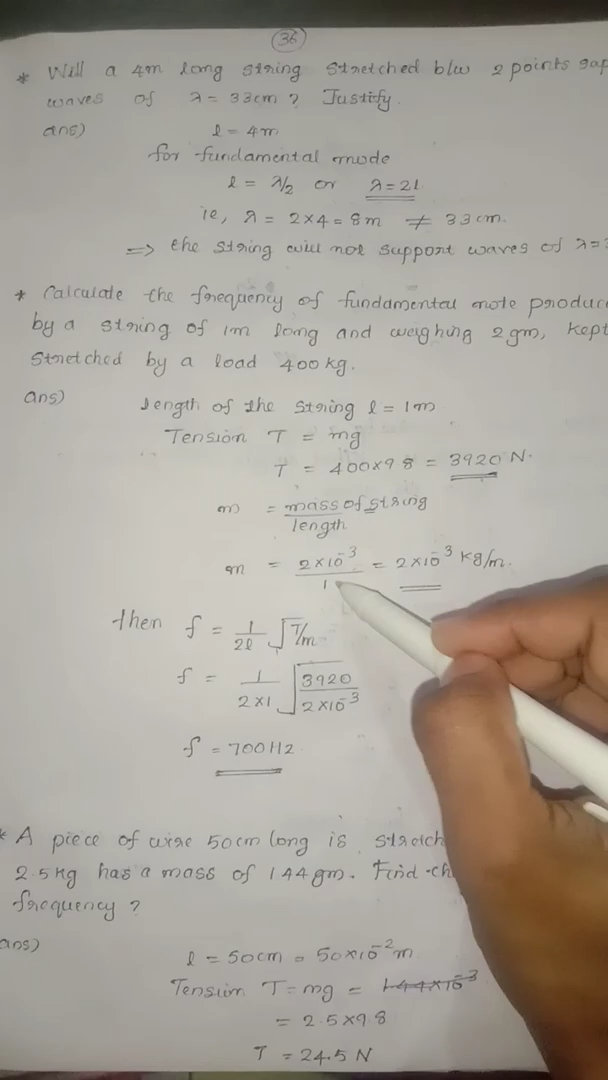 36
* Will a 4m long string stretched b/w 2 points
waves of λ = 33cm ? Justify.
ans) l = 4m
for fundamental mode
l = λ/2 or λ = 2l
ie, λ = 2×4 = 8m ≠ 33cm.
=> the string will not support waves of λ=
* Calculate the frequency of fundamental note
by a string of 1m long and weighing 2gm, kept
stretched by a load 400kg.
ans) length of the string l = 1m
Tension T = mg
T = 400×9.8 = 3920 N.
m = mass of string / length
m = 2×10⁻³ / 1 = 2×10⁻³ kg/m.
then f = 1/2l √T/m
f = 1/2×1 √3920/2×10⁻³
f = 700Hz
* A piece of wire 50cm long is
2.5kg has a mass of 144gm. Find
frequency ?
ans) l = 50cm = 50×10⁻² m
Tension T = mg = 144×10⁻³
= 2.5×9.8
T = 24.5 N